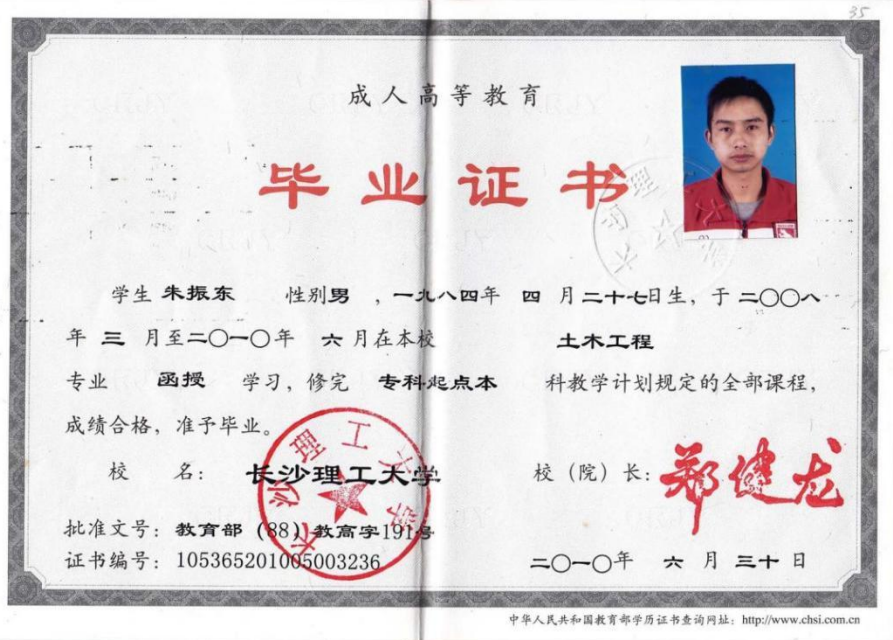 35
成人高等教育
毕业证书
学生 朱振东 性别男 ,一九八四年 四 月二十七日生, 于 二〇〇八
年 三 月至二〇一〇年 六 月在本校 土木工程
专业 函授 学习, 修完 专科起点本 科教学计划规定的全部课程,
成绩合格, 准予毕业。
校 名: 长沙理工大学 校(院)长: 郑健龙
批准文号: 教育部(88)教高字191号
证书编号: 105365201005003236 二〇一〇年 六 月 三十 日
中华人民共和国教育部学历证书查询网址: http://www.chsi.com.cn
长沙理工大学